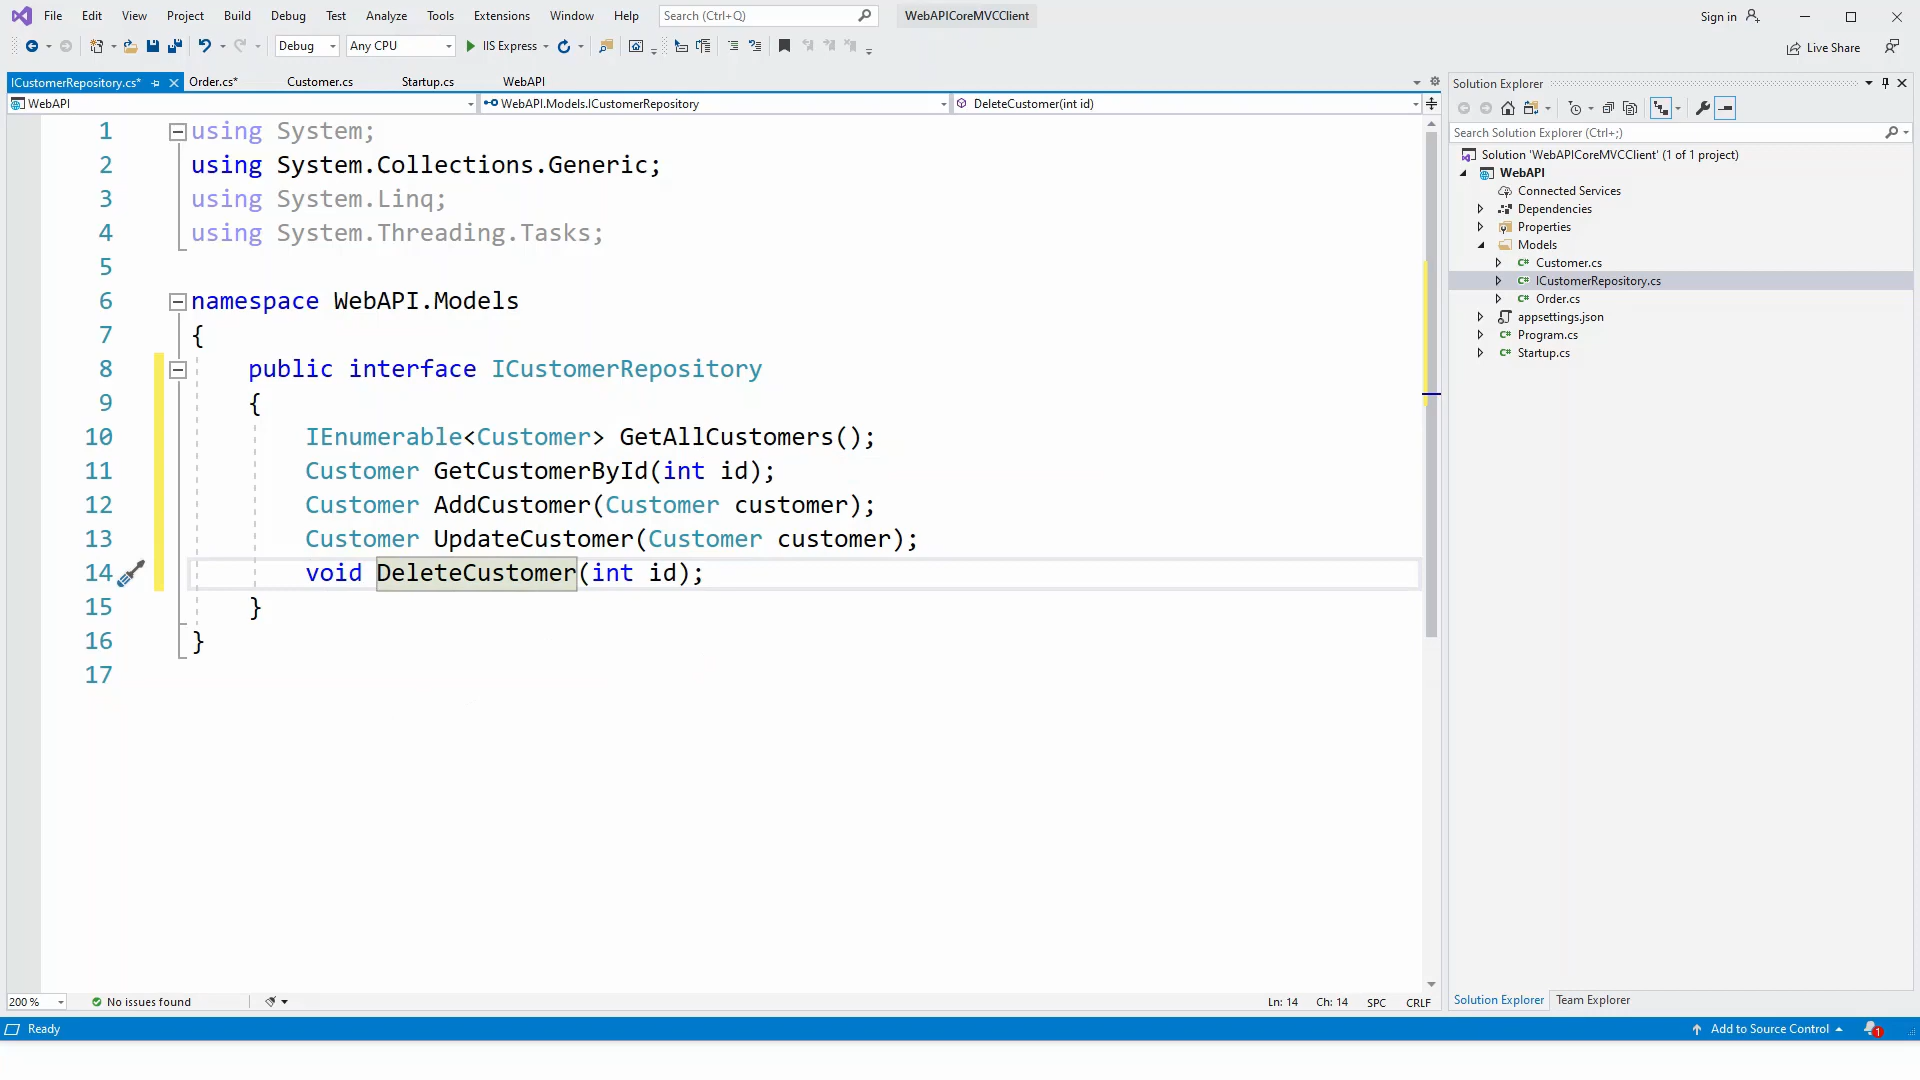 File Edit View Project Build Debug Test Analyze Tools Extensions Window Help Search (Ctrl+Q) WebAPICoreMVCClient Sign in
Debug Any CPU IIS Express Live Share
ICustomerRepository.cs* Order.cs* Customer.cs Startup.cs WebAPI
WebAPI WebAPI.Models.ICustomerRepository DeleteCustomer(int id)
1 using System;
2 using System.Collections.Generic;
3 using System.Linq;
4 using System.Threading.Tasks;
5
6 namespace WebAPI.Models
7 {
8 public interface ICustomerRepository
9 {
10 IEnumerable<Customer> GetAllCustomers();
11 Customer GetCustomerById(int id);
12 Customer AddCustomer(Customer customer);
13 Customer UpdateCustomer(Customer customer);
14 void DeleteCustomer(int id);
15 }
16 }
17
200 % No issues found Ln: 14 Ch: 14 SPC CRLF
Solution Explorer
Search Solution Explorer (Ctrl+;)
Solution 'WebAPICoreMVCClient' (1 of 1 project)
WebAPI
Connected Services
Dependencies
Properties
Models
C# Customer.cs
C# ICustomerRepository.cs
C# Order.cs
appsettings.json
C# Program.cs
C# Startup.cs
Solution Explorer Team Explorer
Ready Add to Source Control 1